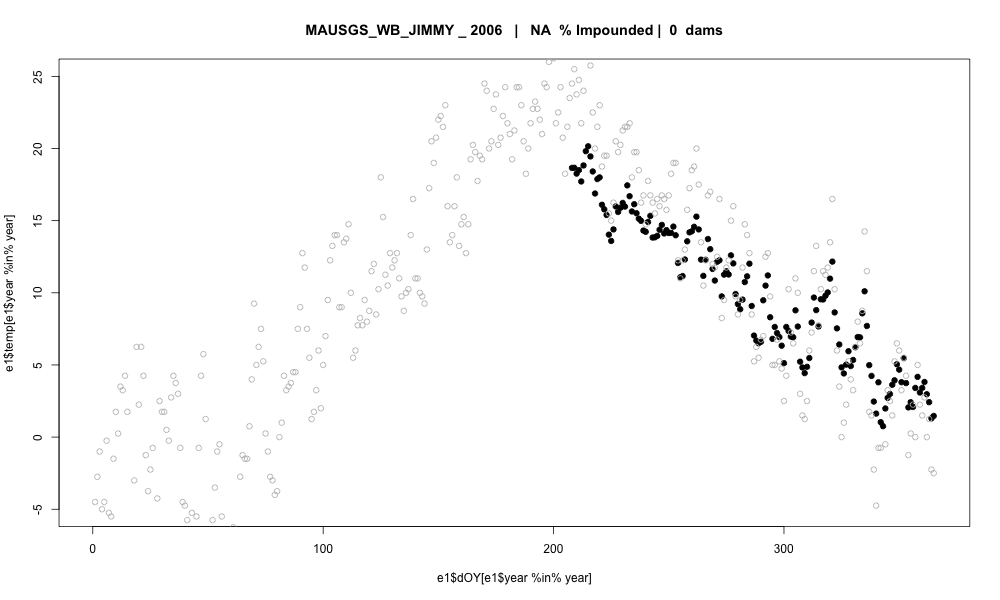 MAUSGS_WB_JIMMY _ 2006 | NA % Impounded | 0 dams
e1$temp[e1$year %in% year]
25
20
15
10
5
0
-5
0 100 200 300
e1$dOY[e1$year %in% year]